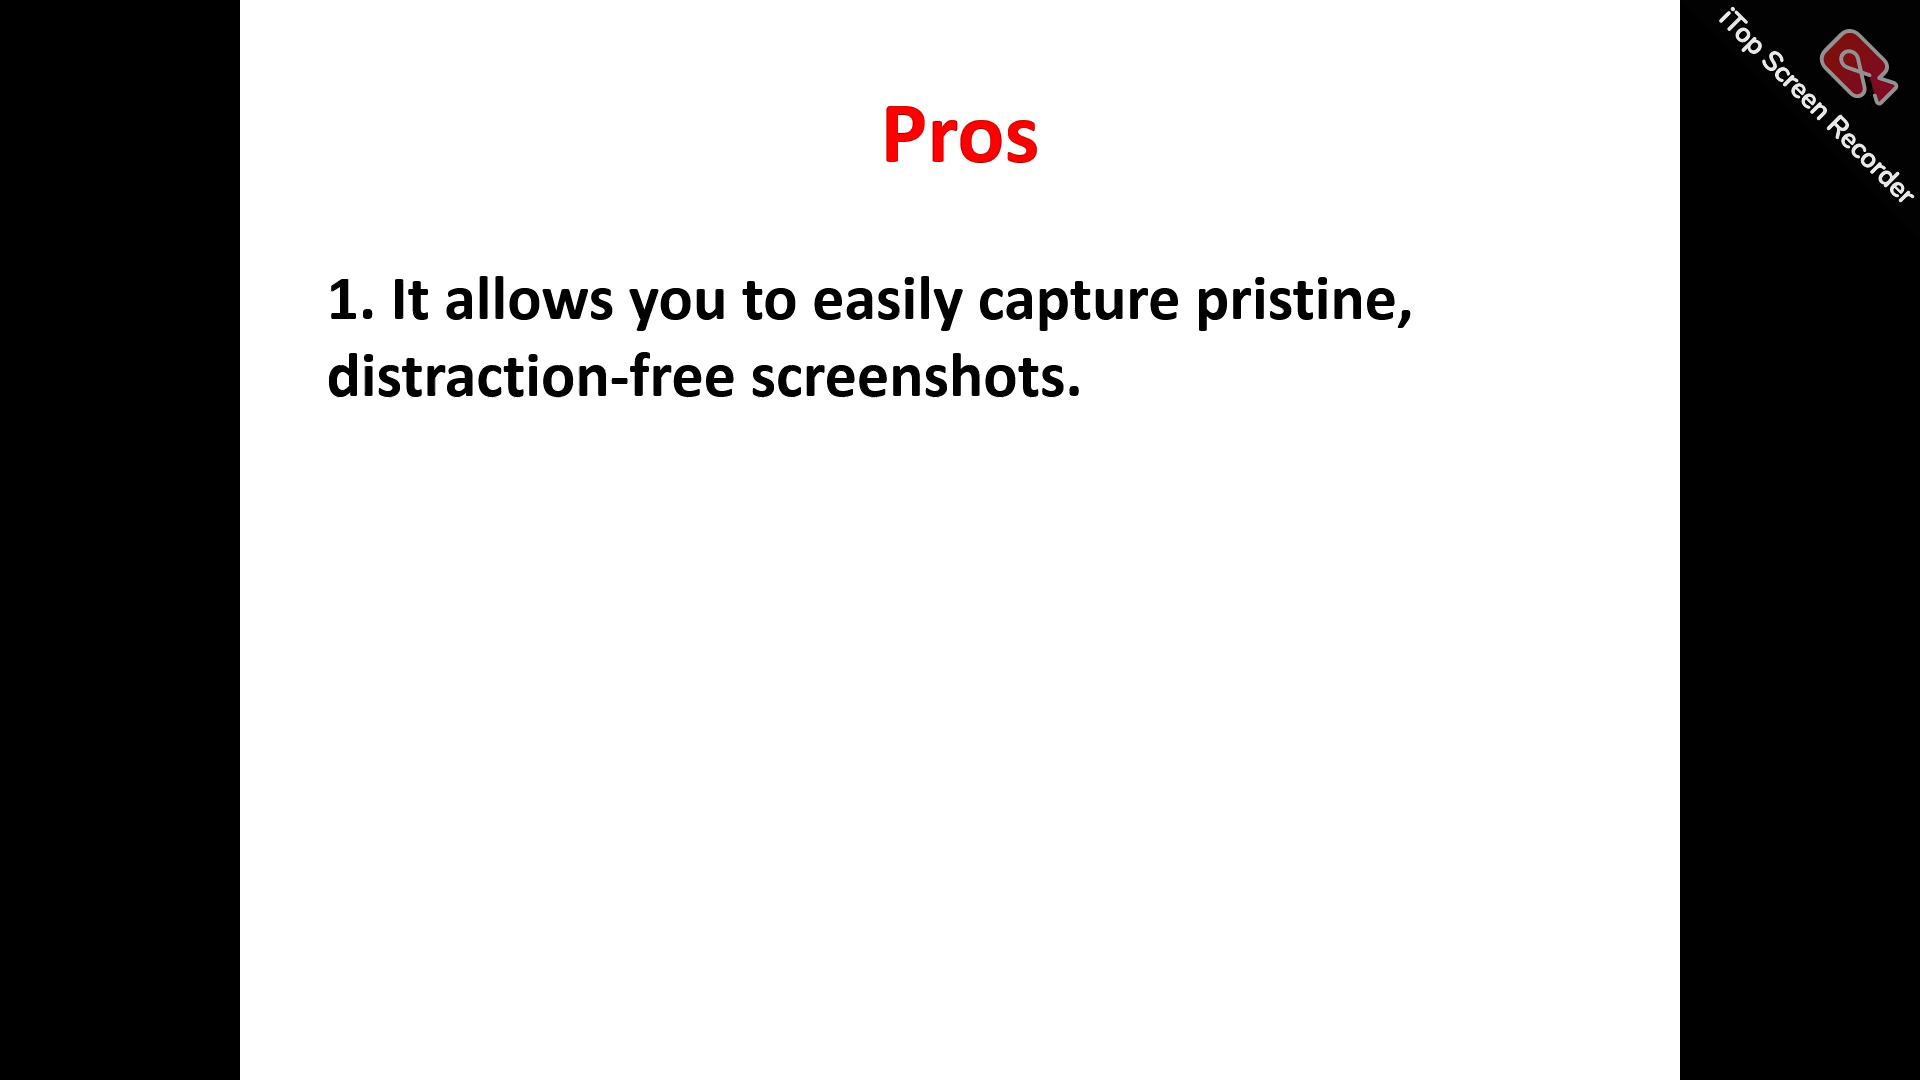 Pros
1. It allows you to easily capture pristine,
distraction-free screenshots.
iTop Screen Recorder